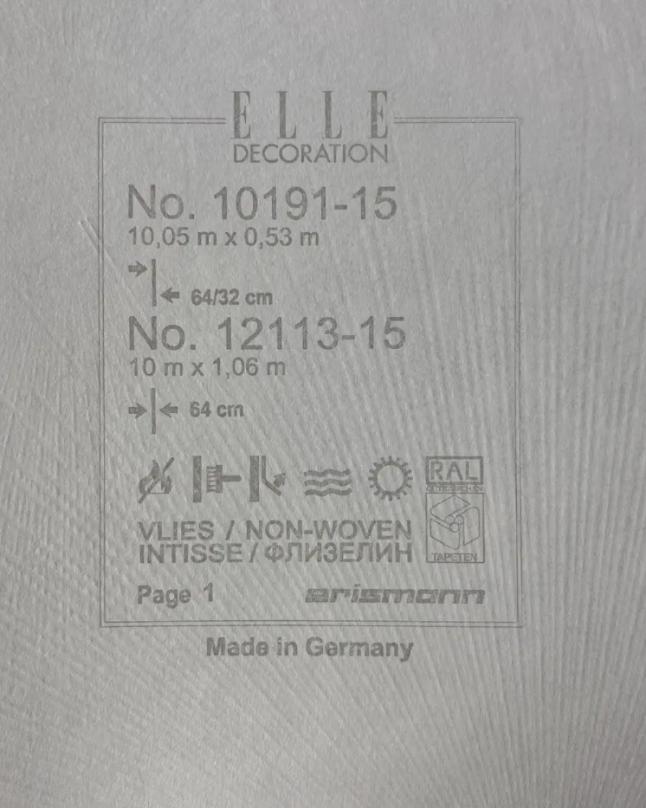 ELLE
DECORATION
No. 10191-15
10,05 m x 0,53 m
64/32 cm
No. 12113-15
10 m x 1,06 m
64 cm
RAL
VLIES / NON-WOVEN
INTISSE / ФЛИЗЕЛИН
TAPETEN
Page 1
erismann
Made in Germany